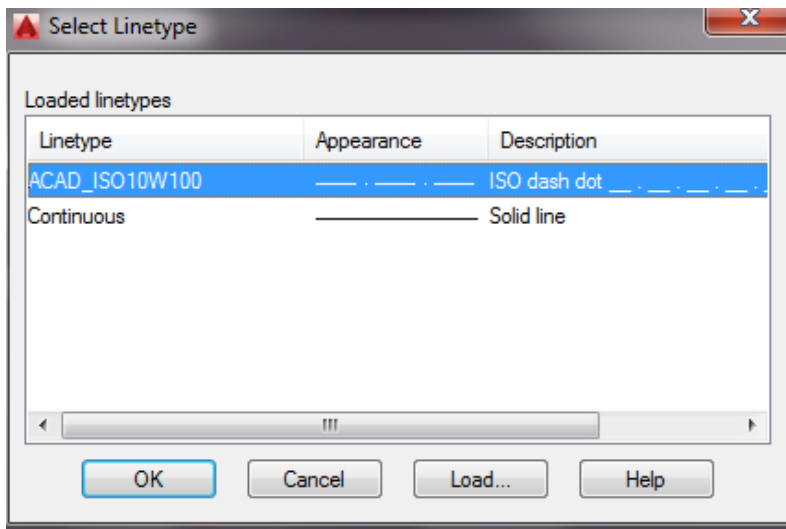 Select Linetype
Loaded linetypes
Linetype Appearance Description
ACAD_ISO10W100 ISO dash dot __ . __ . __ . __ . _
Continuous Solid line
OK Cancel Load... Help